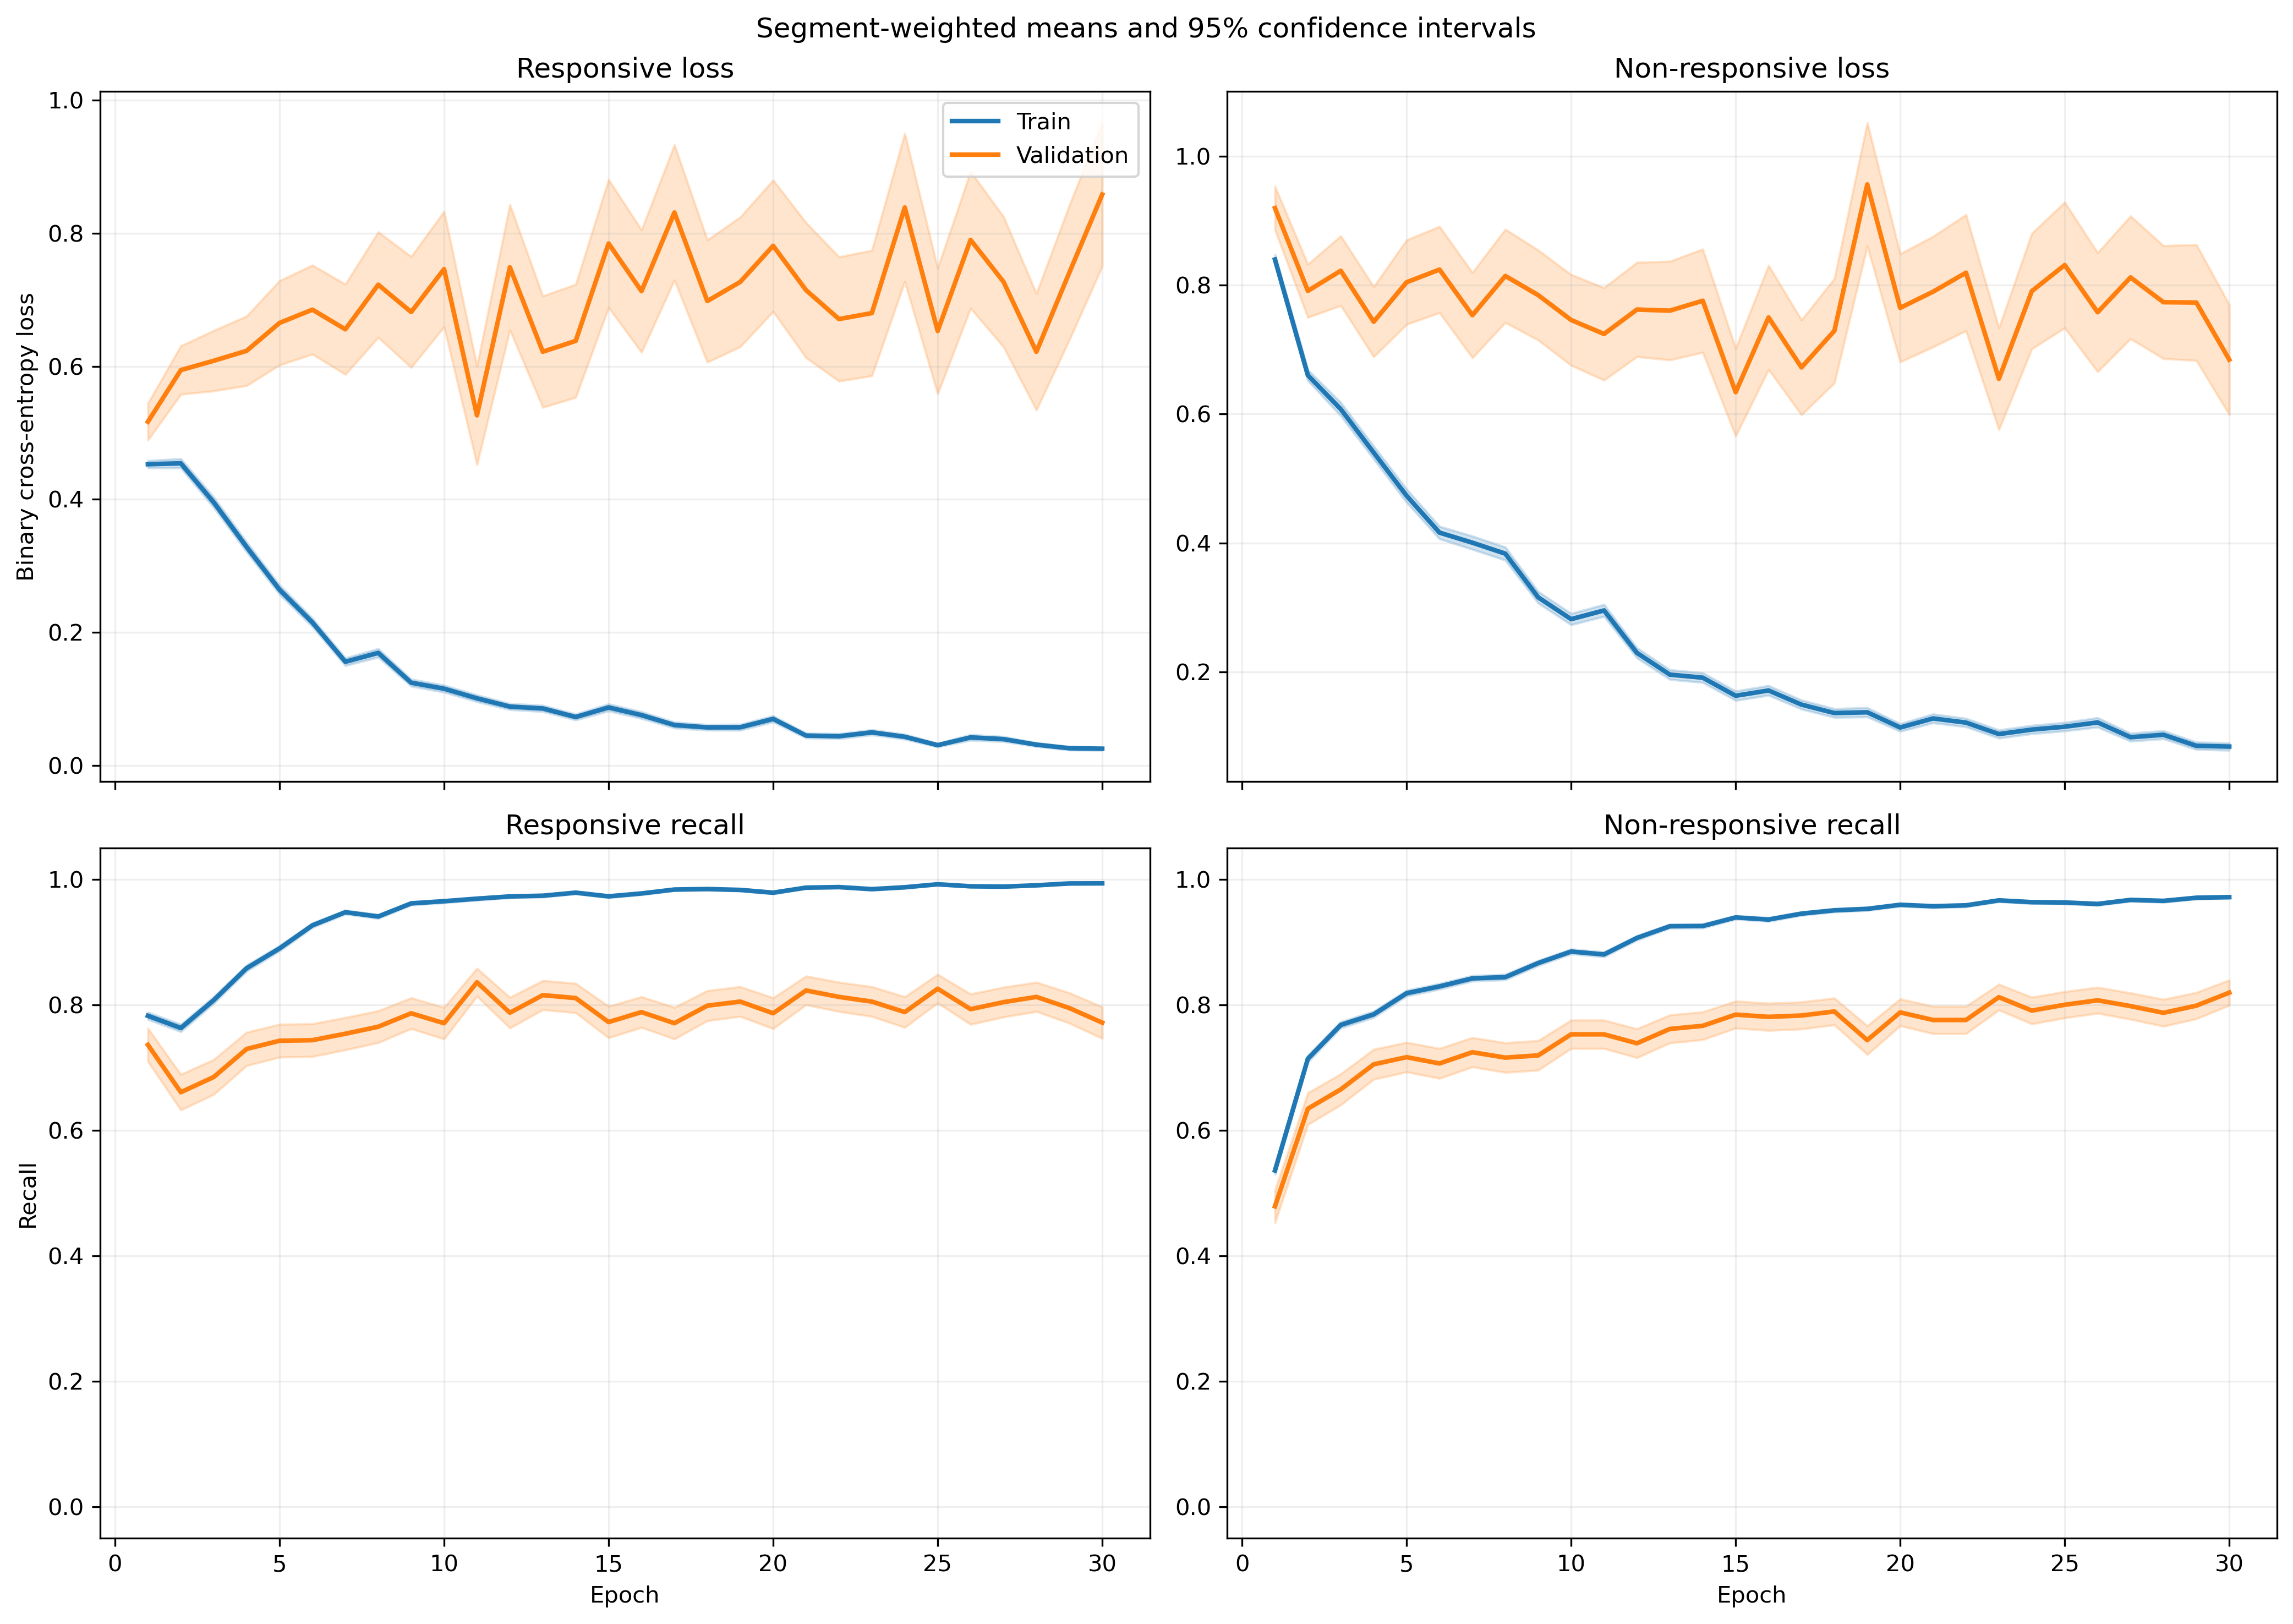 Segment-weighted means and 95% confidence intervals
Responsive loss
Non-responsive loss
Train
Validation
Binary cross-entropy loss
1.0
0.8
0.6
0.4
0.2
0.0
1.0
0.8
0.6
0.4
0.2
Responsive recall
Non-responsive recall
Recall
1.0
0.8
0.6
0.4
0.2
0.0
0 5 10 15 20 25 30
Epoch
1.0
0.8
0.6
0.4
0.2
0.0
0 5 10 15 20 25 30
Epoch